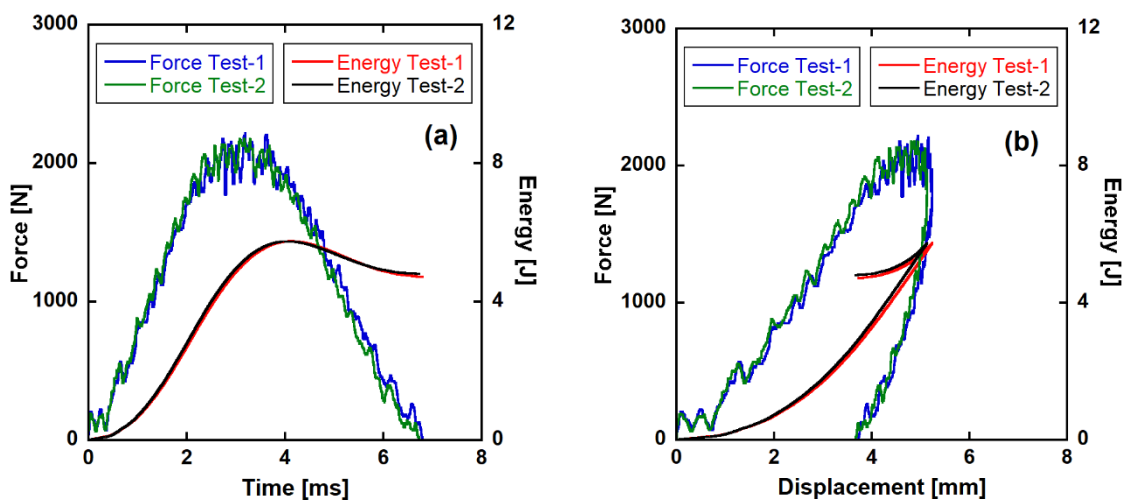 3000
12
Force Test-1
Energy Test-1
Force Test-2
Energy Test-2
(a)
2000
8
Force [N]
Energy [J]
1000
4
0
0
0
2
4
6
8
Time [ms]
3000
12
Force Test-1
Energy Test-1
Force Test-2
Energy Test-2
(b)
2000
8
Force [N]
Energy [J]
1000
4
0
0
0
2
4
6
8
Displacement [mm]